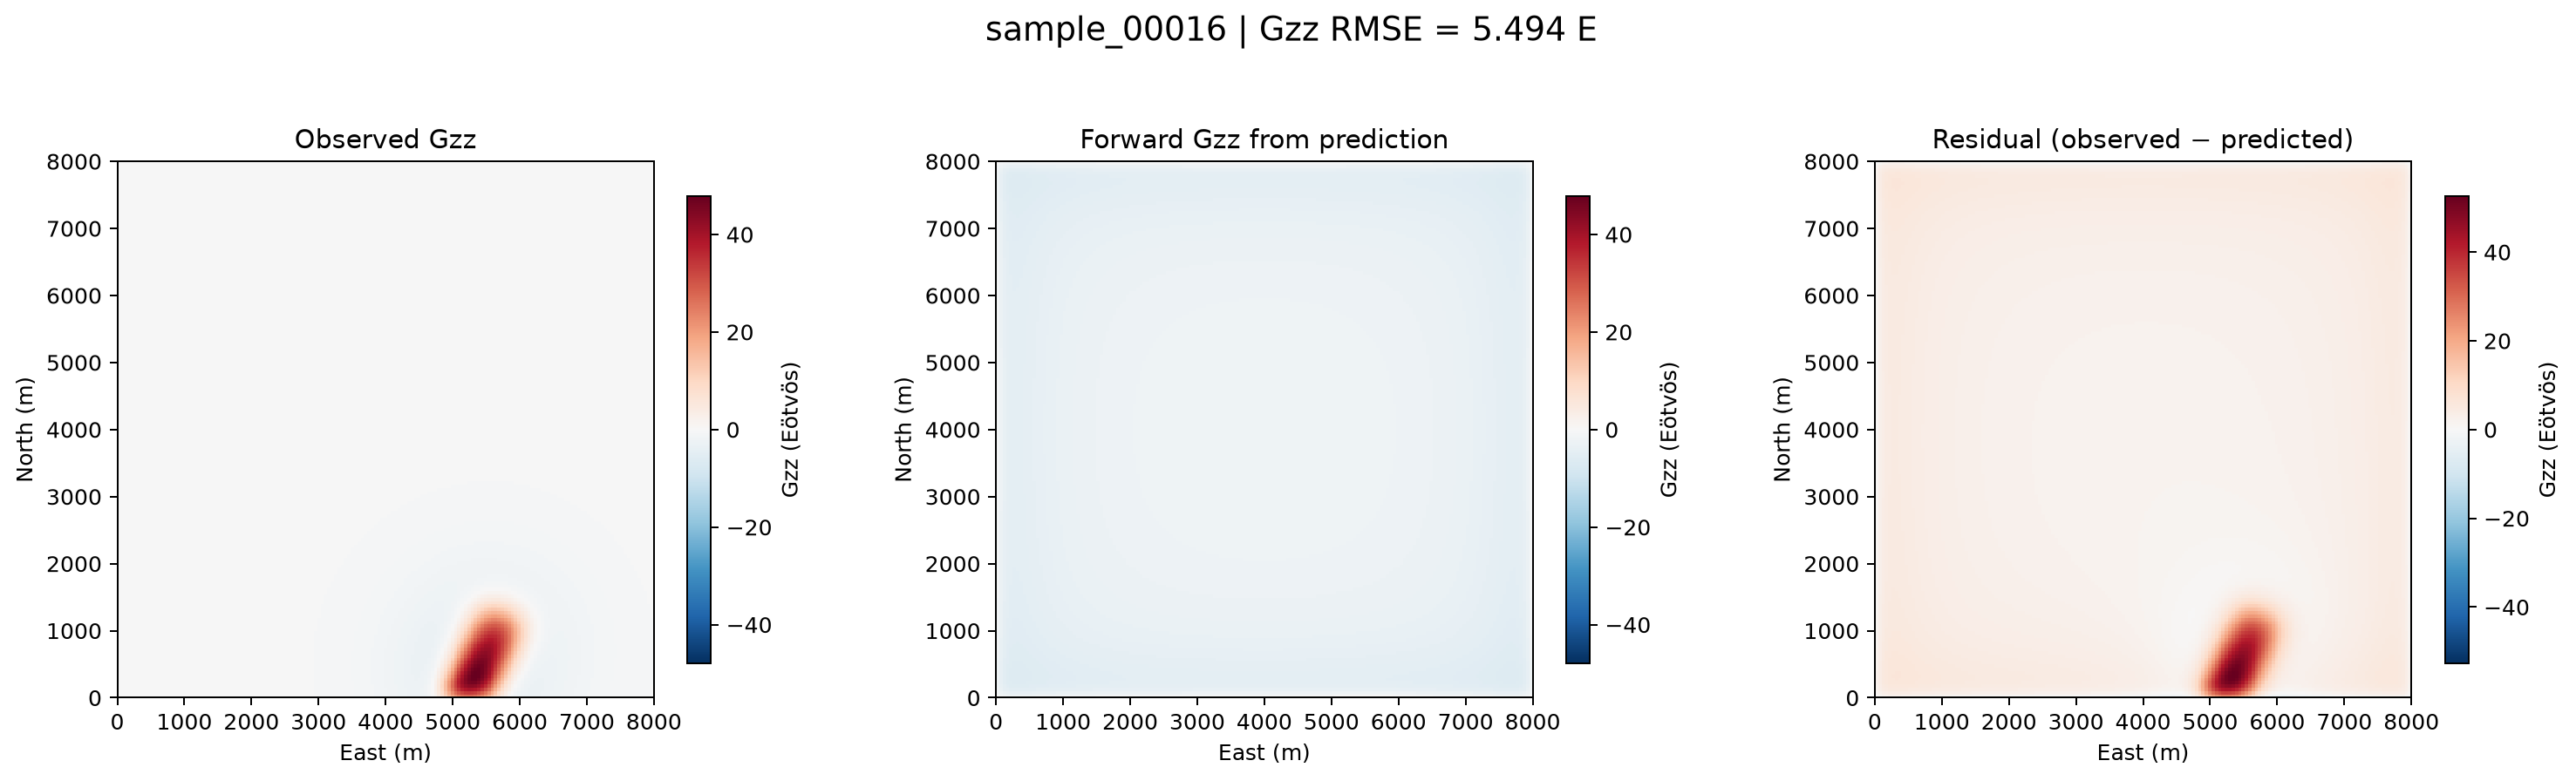 sample_00016 | Gzz RMSE = 5.494 E
Observed Gzz
8000
7000
6000
5000
4000
3000
2000
1000
0
North (m)
0 1000 2000 3000 4000 5000 6000 7000 8000
East (m)
40
20
0
−20
−40
Gzz (Eötvös)
Forward Gzz from prediction
8000
7000
6000
5000
4000
3000
2000
1000
0
North (m)
0 1000 2000 3000 4000 5000 6000 7000 8000
East (m)
40
20
0
−20
−40
Gzz (Eötvös)
Residual (observed − predicted)
8000
7000
6000
5000
4000
3000
2000
1000
0
North (m)
0 1000 2000 3000 4000 5000 6000 7000 8000
East (m)
40
20
0
−20
−40
Gzz (Eötvös)